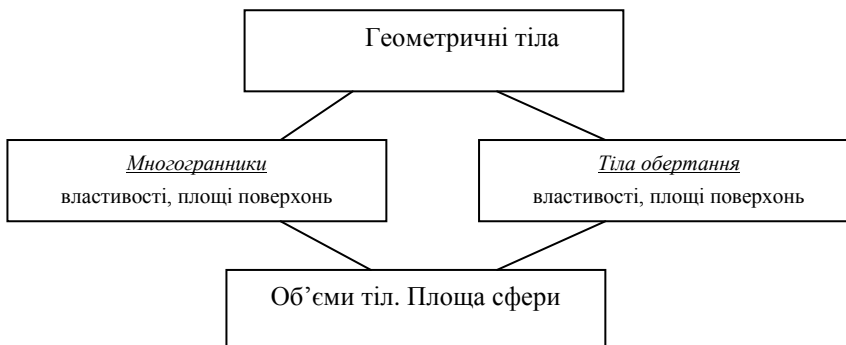 Геометричні тіла
Многогранники
властивості, площі поверхонь
Тіла обертання
властивості, площі поверхонь
Об’єми тіл. Площа сфери